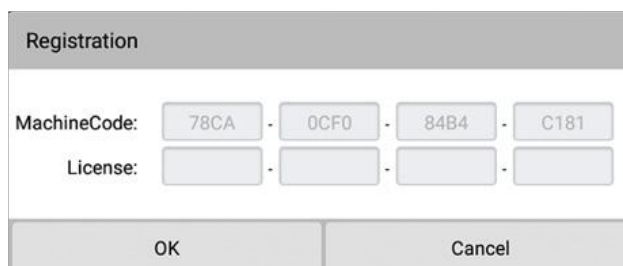 Registration
MachineCode: 78CA - 0CF0 - 84B4 - C181
License: - - -
OK Cancel